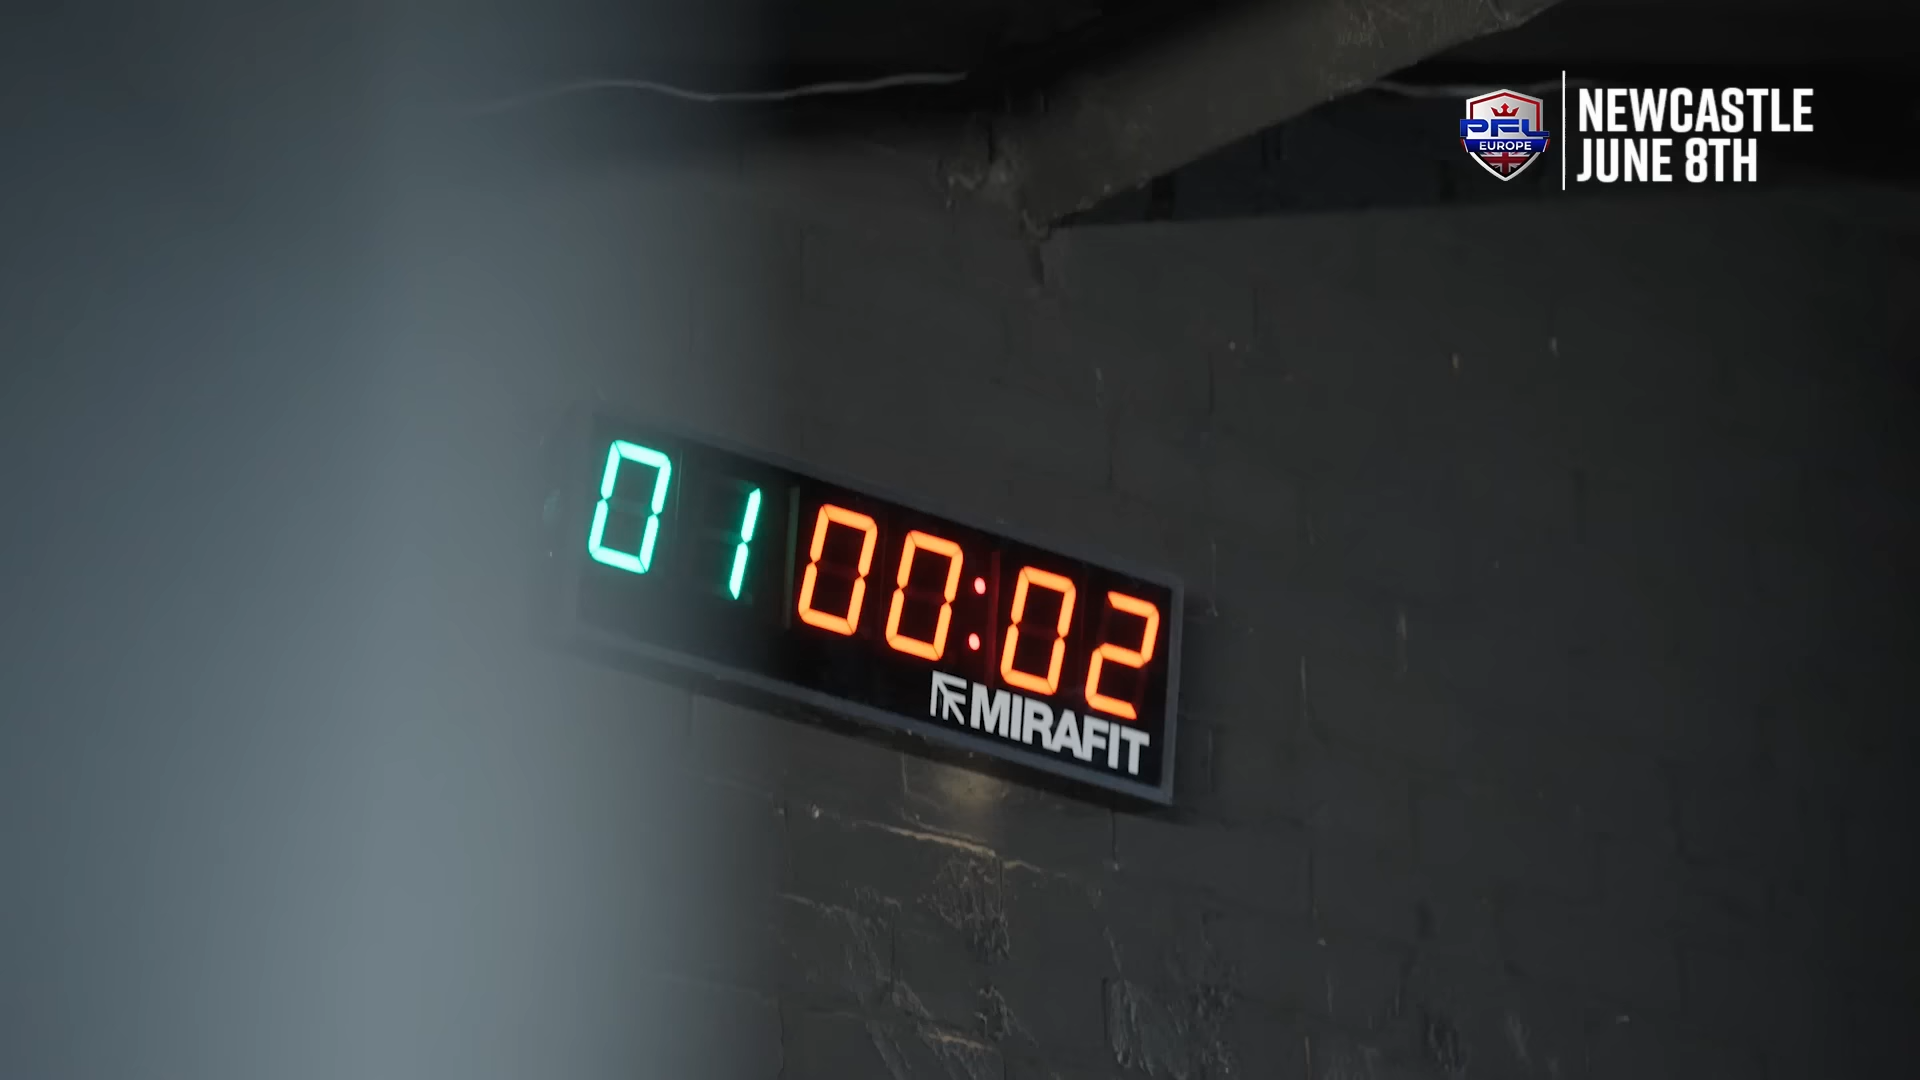 PFL
EUROPE
NEWCASTLE
JUNE 8TH
01 00:02
MIRAFIT